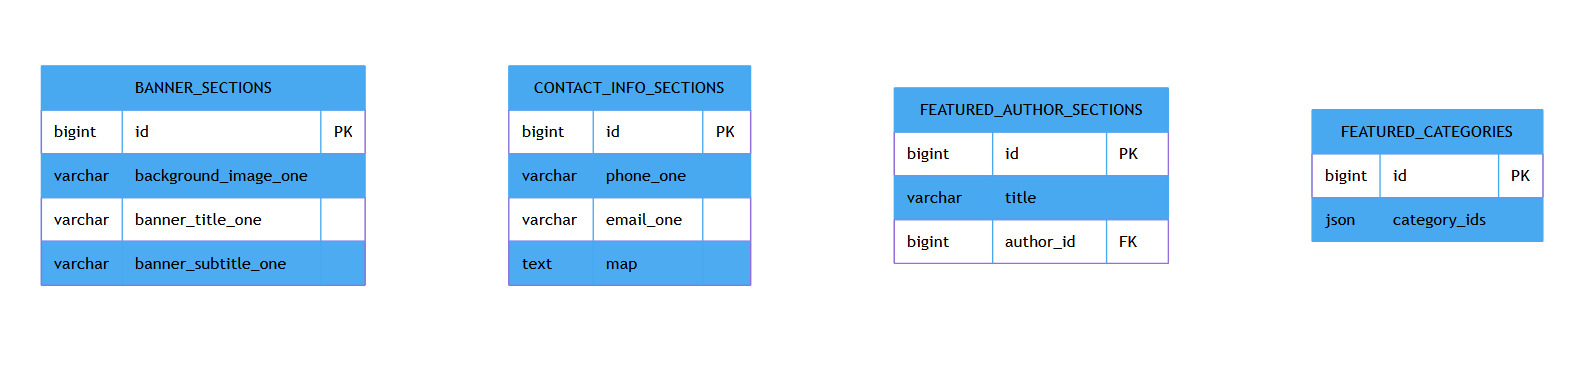 BANNER_SECTIONS
bigint id PK
varchar background_image_one
varchar banner_title_one
varchar banner_subtitle_one
CONTACT_INFO_SECTIONS
bigint id PK
varchar phone_one
varchar email_one
text map
FEATURED_AUTHOR_SECTIONS
bigint id PK
varchar title
bigint author_id FK
FEATURED_CATEGORIES
bigint id PK
json category_ids